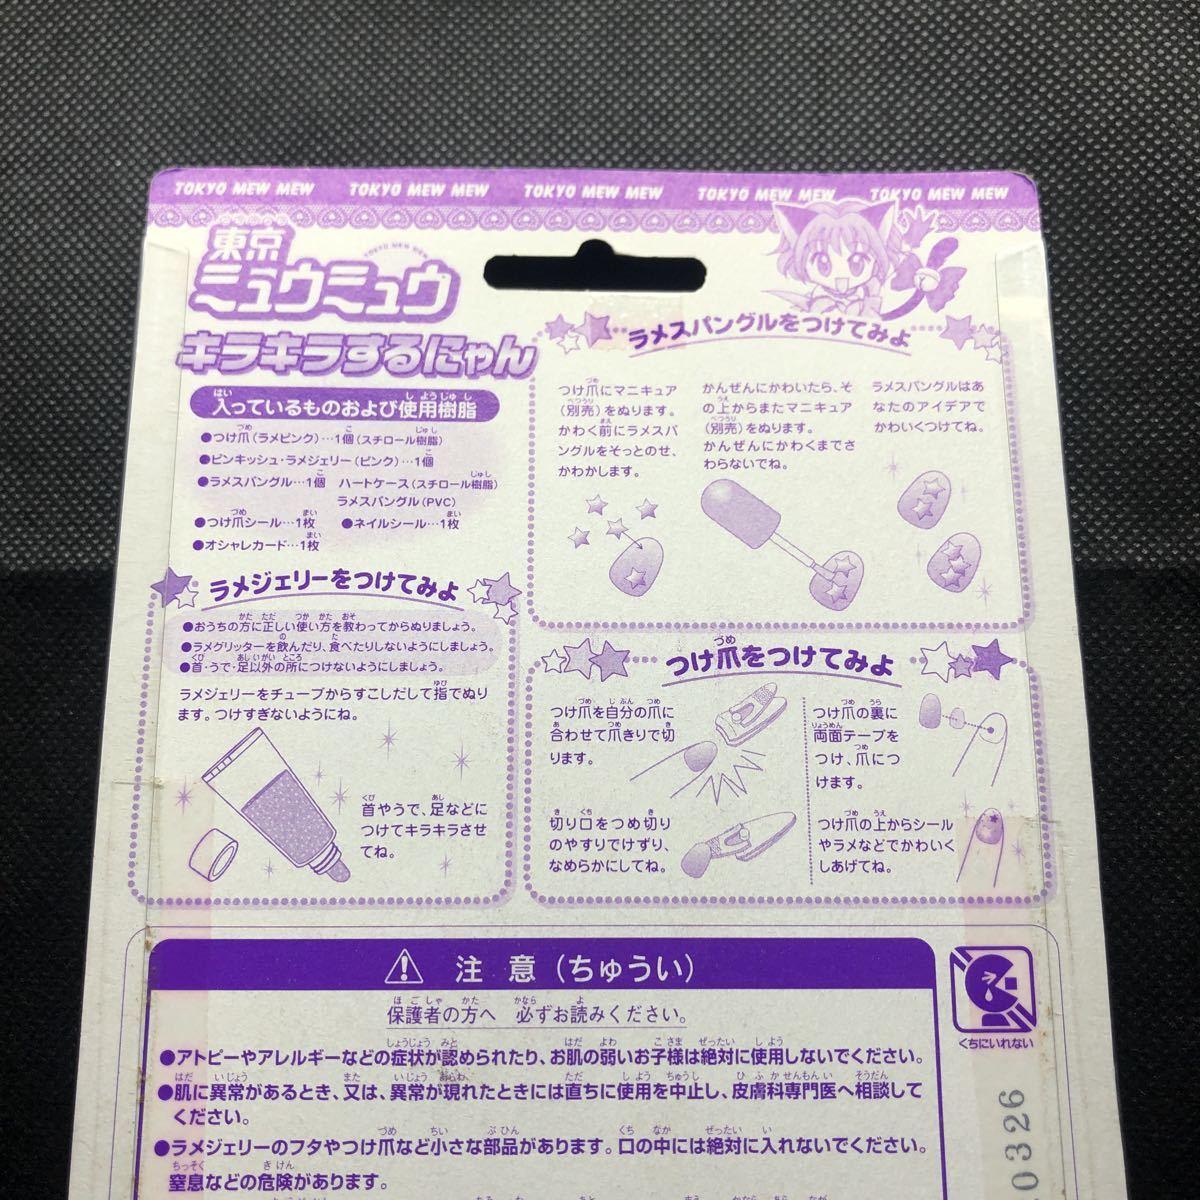 TOKYO MEW MEW TOKYO MEW MEW TOKYO MEW MEW TOKYO MEW MEW TOKYO MEW MEW
東京
TOKYO MEW MEW
ミュウミュウ
キラキラするにゃん
入っているものおよび使用樹脂
●つけ爪(ラメピンク)…1個(スチロール樹脂)
●ピンキッシュ・ラメジェリー(ピンク)…1個
●ラメスパングル…1個 ハートケース(スチロール樹脂)
ラメスパングル(PVC)
●つけ爪シール…1枚 ●ネイルシール…1枚
●オシャレカード…1枚
ラメジェリーをつけてみよ
●おうちの方に正しい使い方を教わってからぬりましょう。
●ラメグリッターを飲んだり、食べたりしないようにしましょう。
●首・うで・足以外の所につけないようにしましょう。
ラメジェリーをチューブからすこしだして指でぬり
ます。つけすぎないようにね。
首やうで、足などに
つけてキラキラさせ
てね。
ラメスパングルをつけてみよ
つけ爪にマニキュア
(別売)をぬります。
かわく前にラメスパ
ングルをそっとのせ、
かわかします。
かんぜんにかわいたら、そ
の上からまたマニキュア
(別売)をぬります。
かんぜんにかわくまでさ
わらないでね。
ラメスパングルはあ
なたのアイデアで
かわいくつけてね。
つけ爪をつけてみよ
つけ爪を自分の爪に
合わせて爪きりで切
ります。
切り口をつめ切り
のやすりでけずり、
なめらかにしてね。
つけ爪の裏に
両面テープを
つけ、爪につ
けます。
つけ爪の上からシール
やラメなどでかわいく
しあげてね。
注意(ちゅうい)
保護者の方へ 必ずお読みください。
●アトピーやアレルギーなどの症状が認められたり、お肌の弱いお子様は絶対に使用しないでください。
●肌に異常があるとき、又は、異常が現れたときには直ちに使用を中止し、皮膚科専門医へ相談して
ください。
●ラメジェリーのフタやつけ爪など小さな部品があります。口の中には絶対に入れないでください。
窒息などの危険があります。
くちにいれない
0326